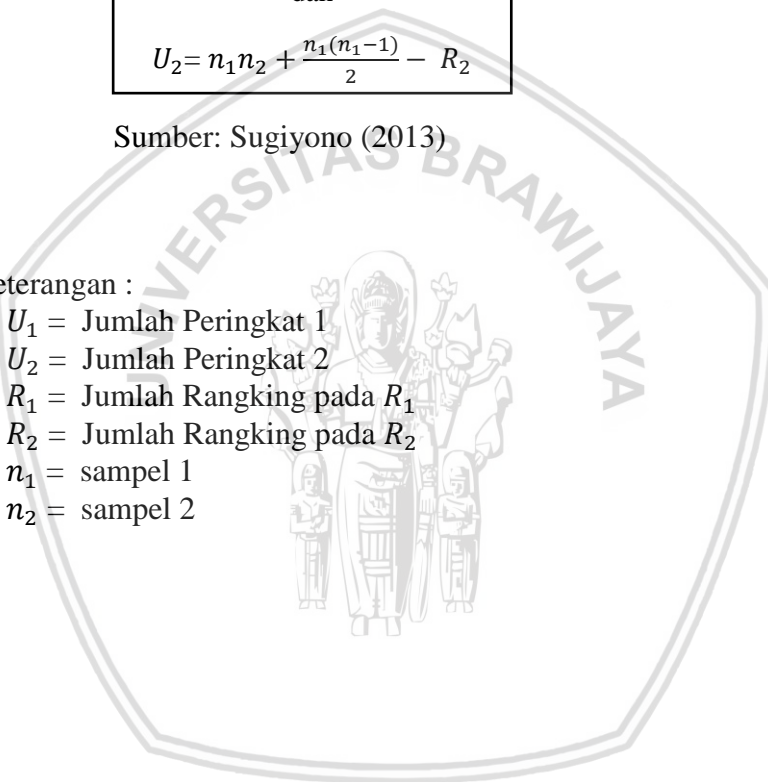 dan
U₂= n₁n₂ + n₁(n₁−1)/2 − R₂
Sumber: Sugiyono (2013)
UNIVERSITAS BRAWIJAYA
eterangan :
U₁ = Jumlah Peringkat 1
U₂ = Jumlah Peringkat 2
R₁ = Jumlah Rangking pada R₁
R₂ = Jumlah Rangking pada R₂
n₁ = sampel 1
n₂ = sampel 2